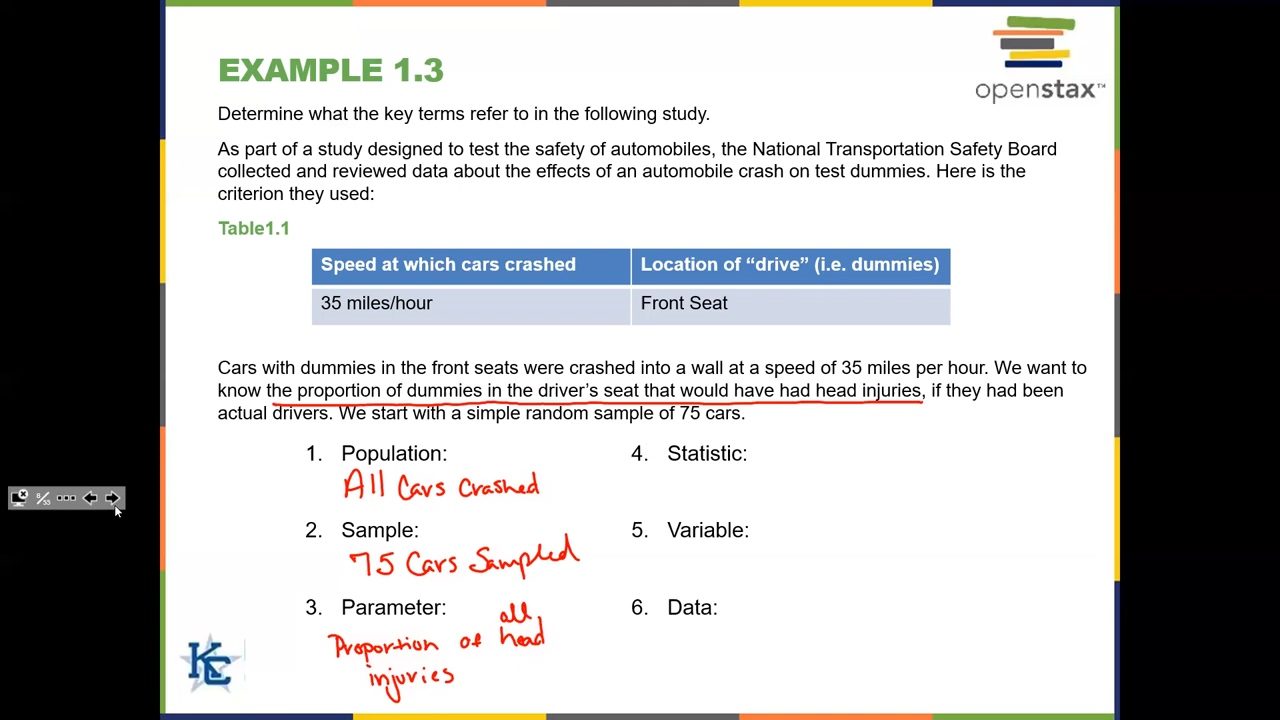 EXAMPLE 1.3
openstax™
Determine what the key terms refer to in the following study.
As part of a study designed to test the safety of automobiles, the National Transportation Safety Board
collected and reviewed data about the effects of an automobile crash on test dummies. Here is the
criterion they used:
Table1.1
Speed at which cars crashed
Location of “drive” (i.e. dummies)
35 miles/hour
Front Seat
Cars with dummies in the front seats were crashed into a wall at a speed of 35 miles per hour. We want to
know the proportion of dummies in the driver’s seat that would have had head injuries, if they had been
actual drivers. We start with a simple random sample of 75 cars.
1. Population:
All Cars Crashed
2. Sample:
75 Cars Sampled
3. Parameter:
all
Proportion of head
injuries
4. Statistic:
5. Variable:
6. Data:
8/55
KC